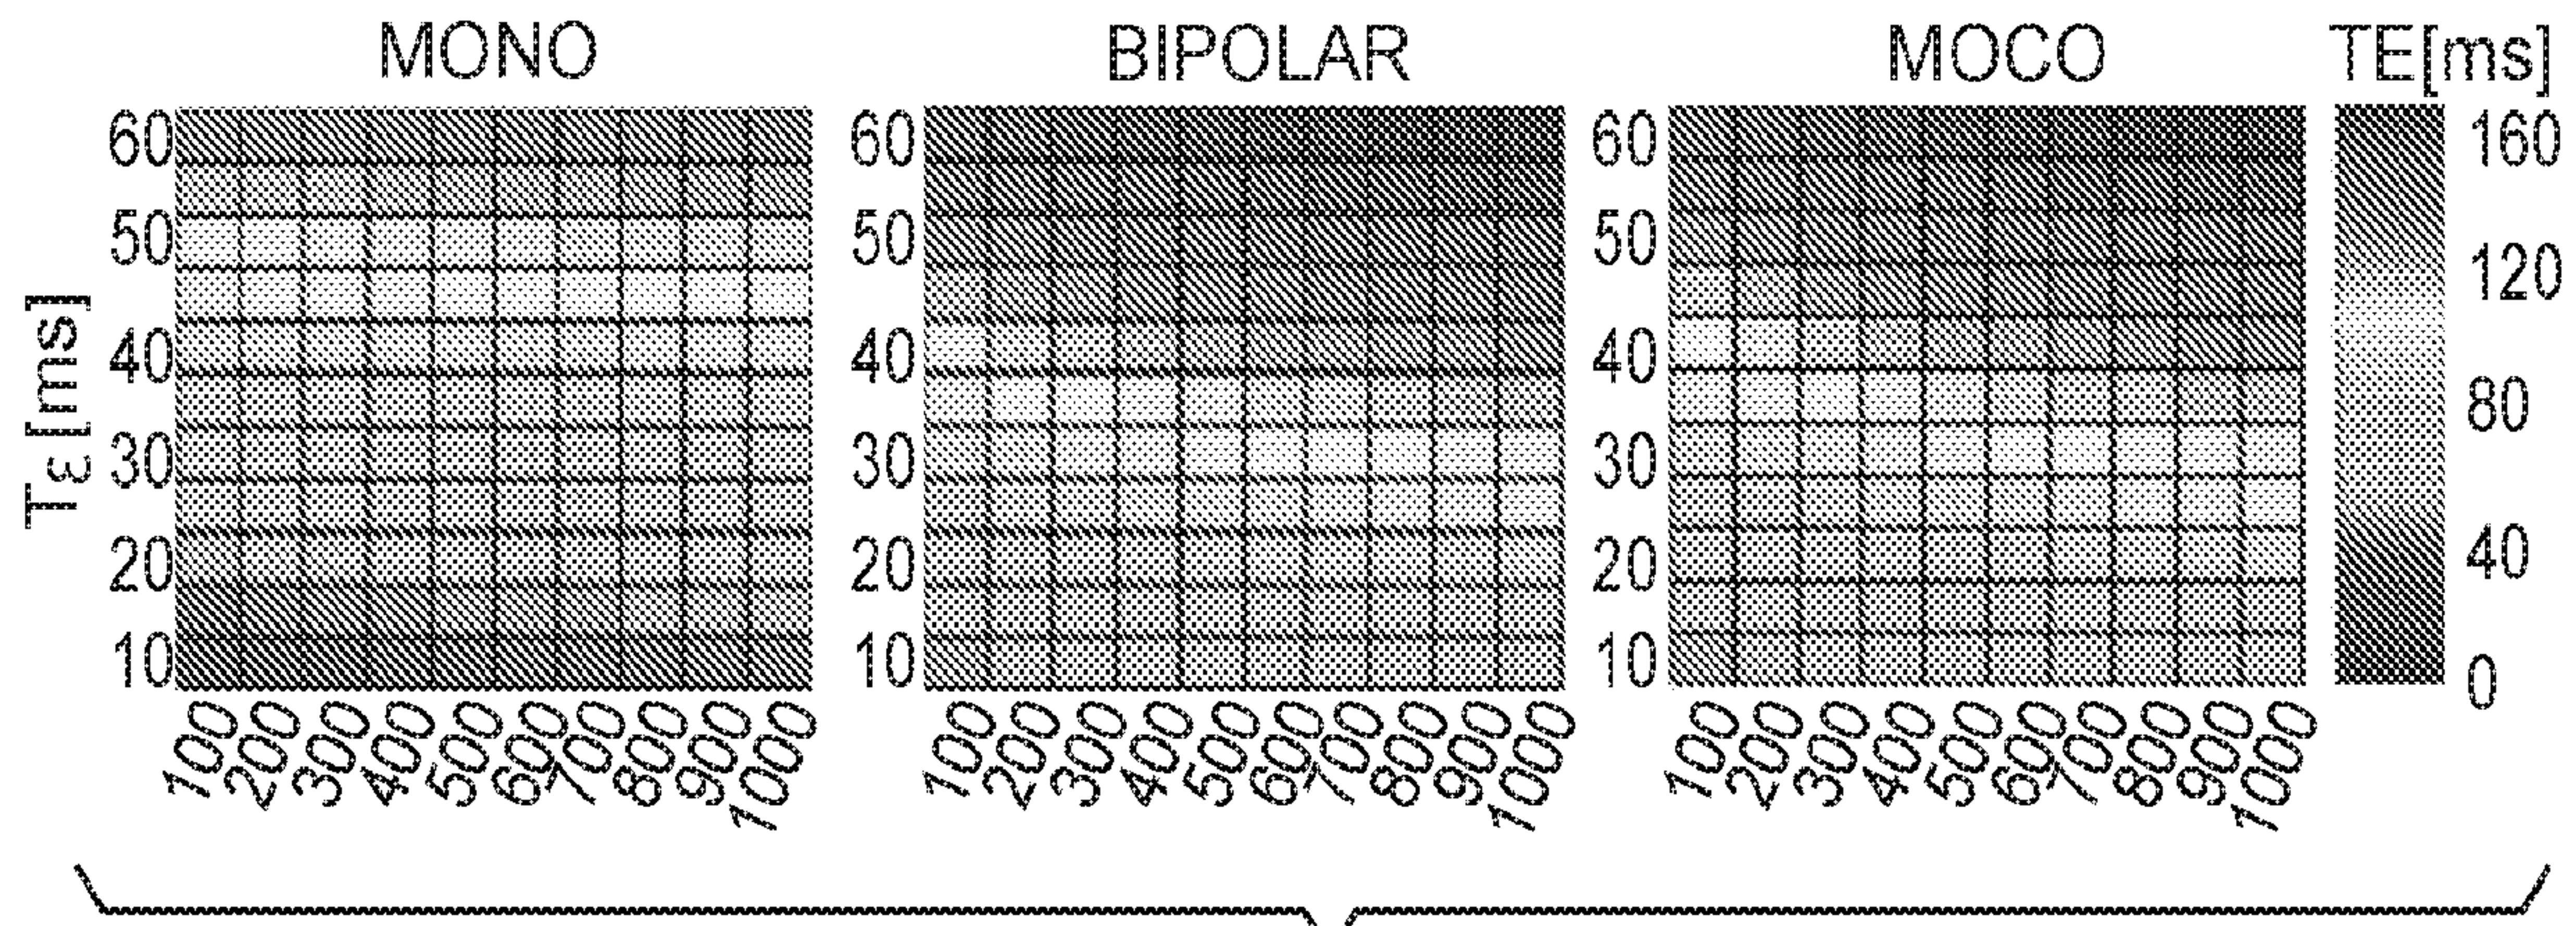 MONO BIPOLAR MOCO TE[ms]
60 60 60 160
50 50 50 120
40 40 40 80
30 30 30
20 20 20 40
10 10 10 0
Tε[ms]
100 200 300 400 500 600 700 800 900 1000 100 200 300 400 500 600 700 800 900 1000 100 200 300 400 500 600 700 800 900 1000